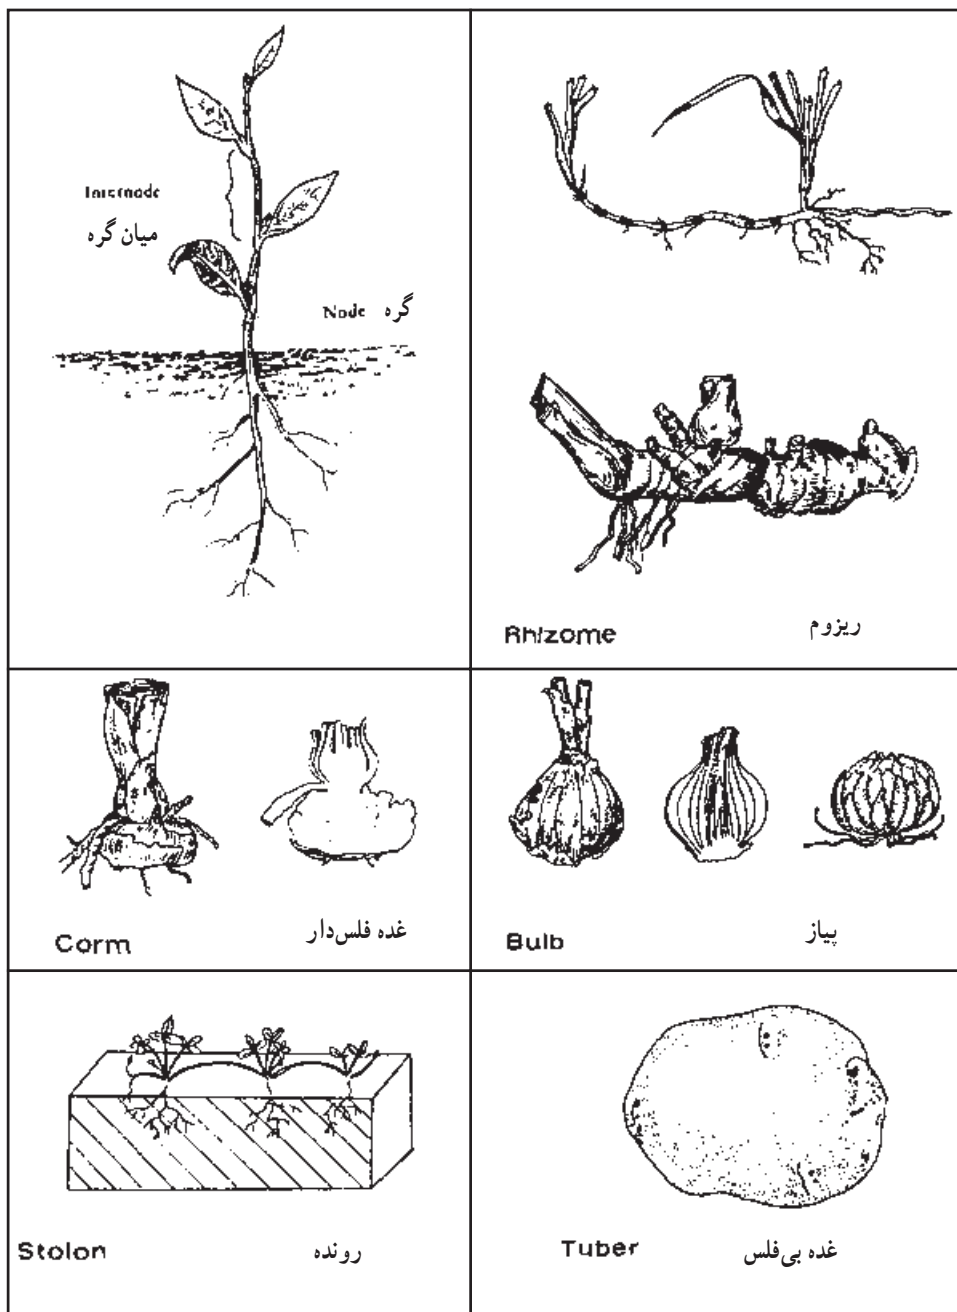 Internode
میان گره
Node گره
Rhizome ریزوم
Corm غده فلس‌دار
Bulb پیاز
Stolon رونده
Tuber غده بی‌فلس